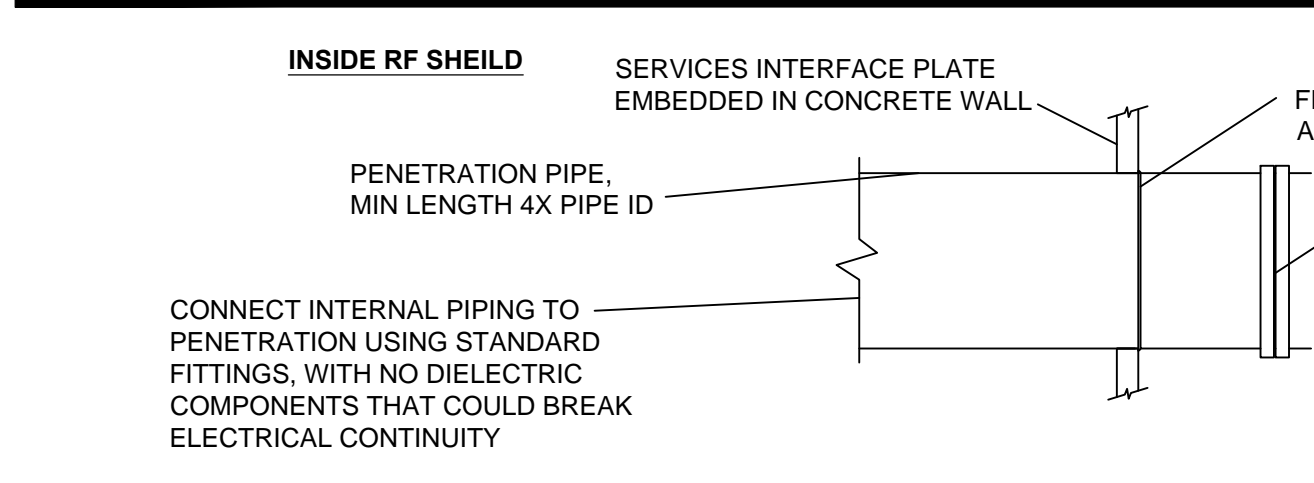 INSIDE RF SHEILD
SERVICES INTERFACE PLATE
EMBEDDED IN CONCRETE WALL
PENETRATION PIPE,
MIN LENGTH 4X PIPE ID
CONNECT INTERNAL PIPING TO
PENETRATION USING STANDARD
FITTINGS, WITH NO DIELECTRIC
COMPONENTS THAT COULD BREAK
ELECTRICAL CONTINUITY